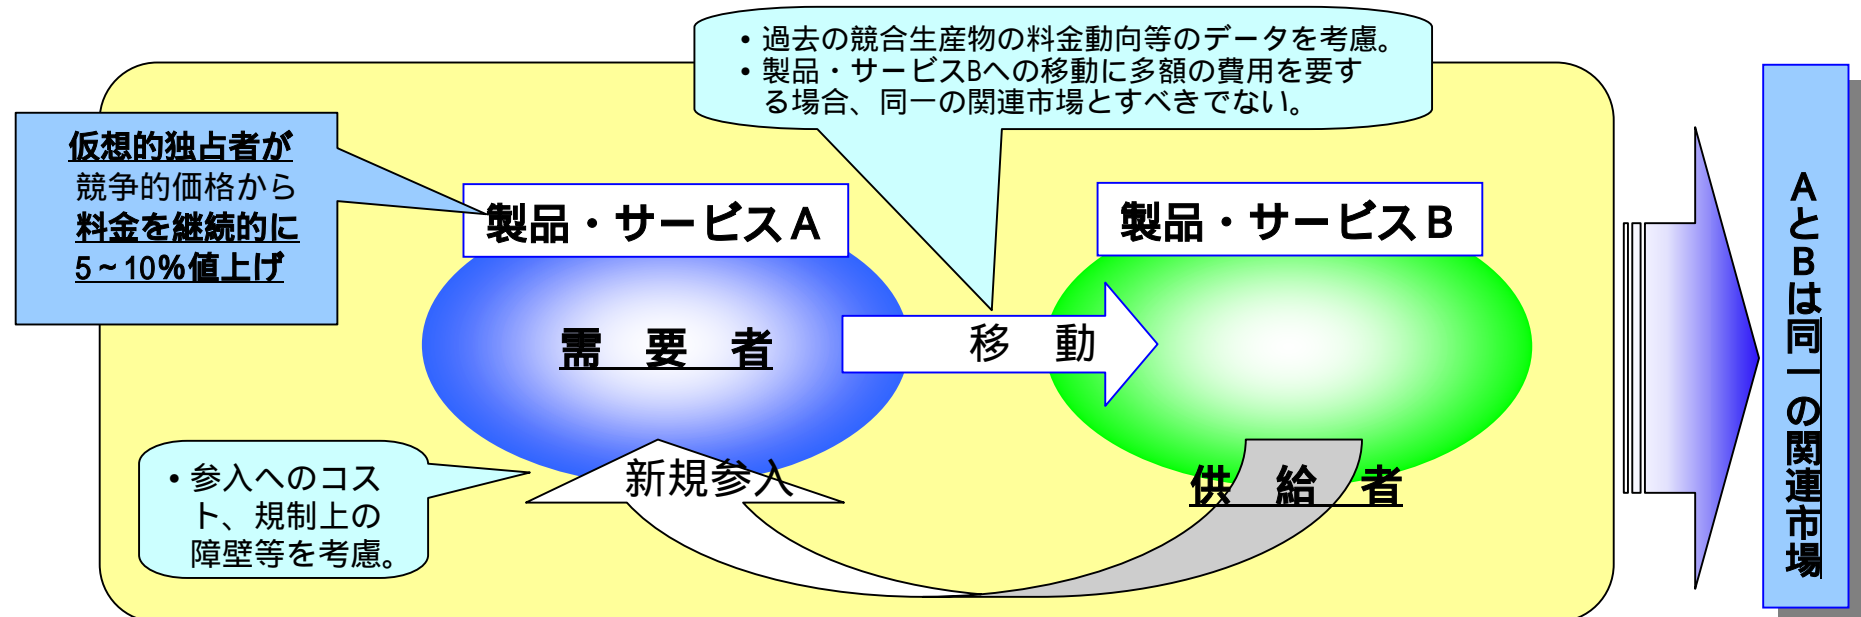 • 過去の競合生産物の料金動向等のデータを考慮。
• 製品・サービスBへの移動に多額の費用を要す
る場合、同一の関連市場とすべきでない。
仮想的独占者が
競争的価格から
料金を継続的に
5~10%値上げ
製品・サービスA
製品・サービスB
需 要 者
移 動
新規参入
供 給 者
• 参入へのコス
ト、規制上の
障壁等を考慮。
AとBは同一の関連市場